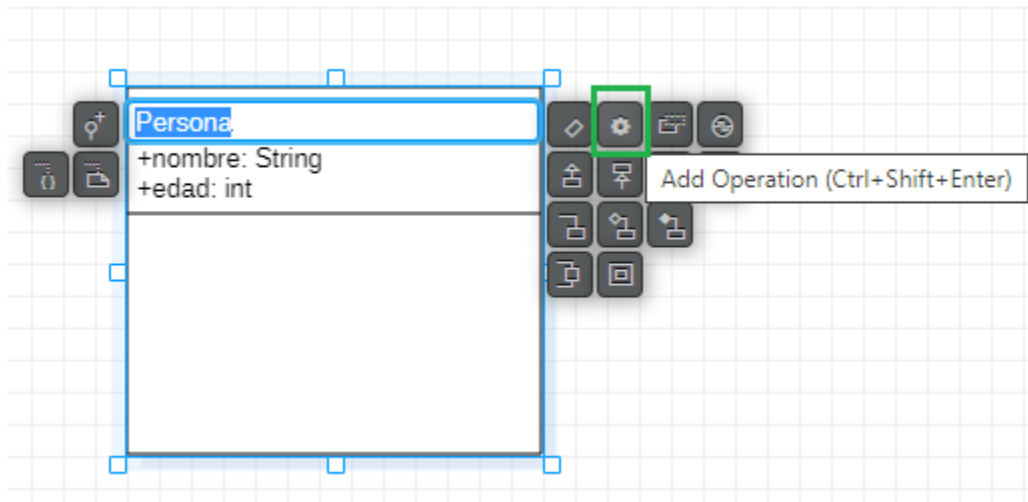 Persona
+nombre: String
+edad: int
Add Operation (Ctrl+Shift+Enter)